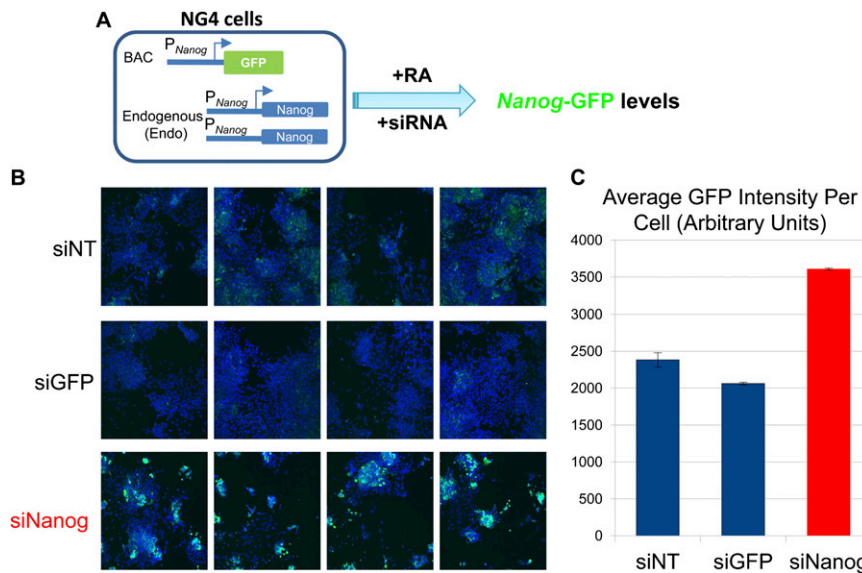 A
NG4 cells
BAC
PNanog
GFP
Endogenous
(Endo)
PNanog
Nanog
PNanog
Nanog
+RA
+siRNA
Nanog-GFP levels
B
siNT
siGFP
siNanog
C
Average GFP Intensity Per
Cell (Arbitrary Units)
4000
3500
3000
2500
2000
1500
1000
500
0
siNT
siGFP
siNanog